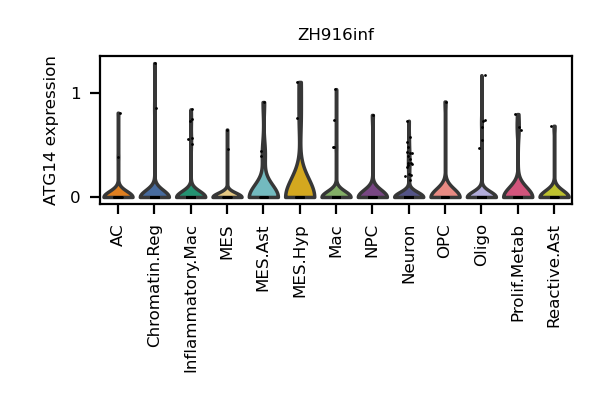 ZH916inf
ATG14 expression
1
0
AC
Chromatin.Reg
Inflammatory.Mac
MES
MES.Ast
MES.Hyp
Mac
NPC
Neuron
OPC
Oligo
Prolif.Metab
Reactive.Ast